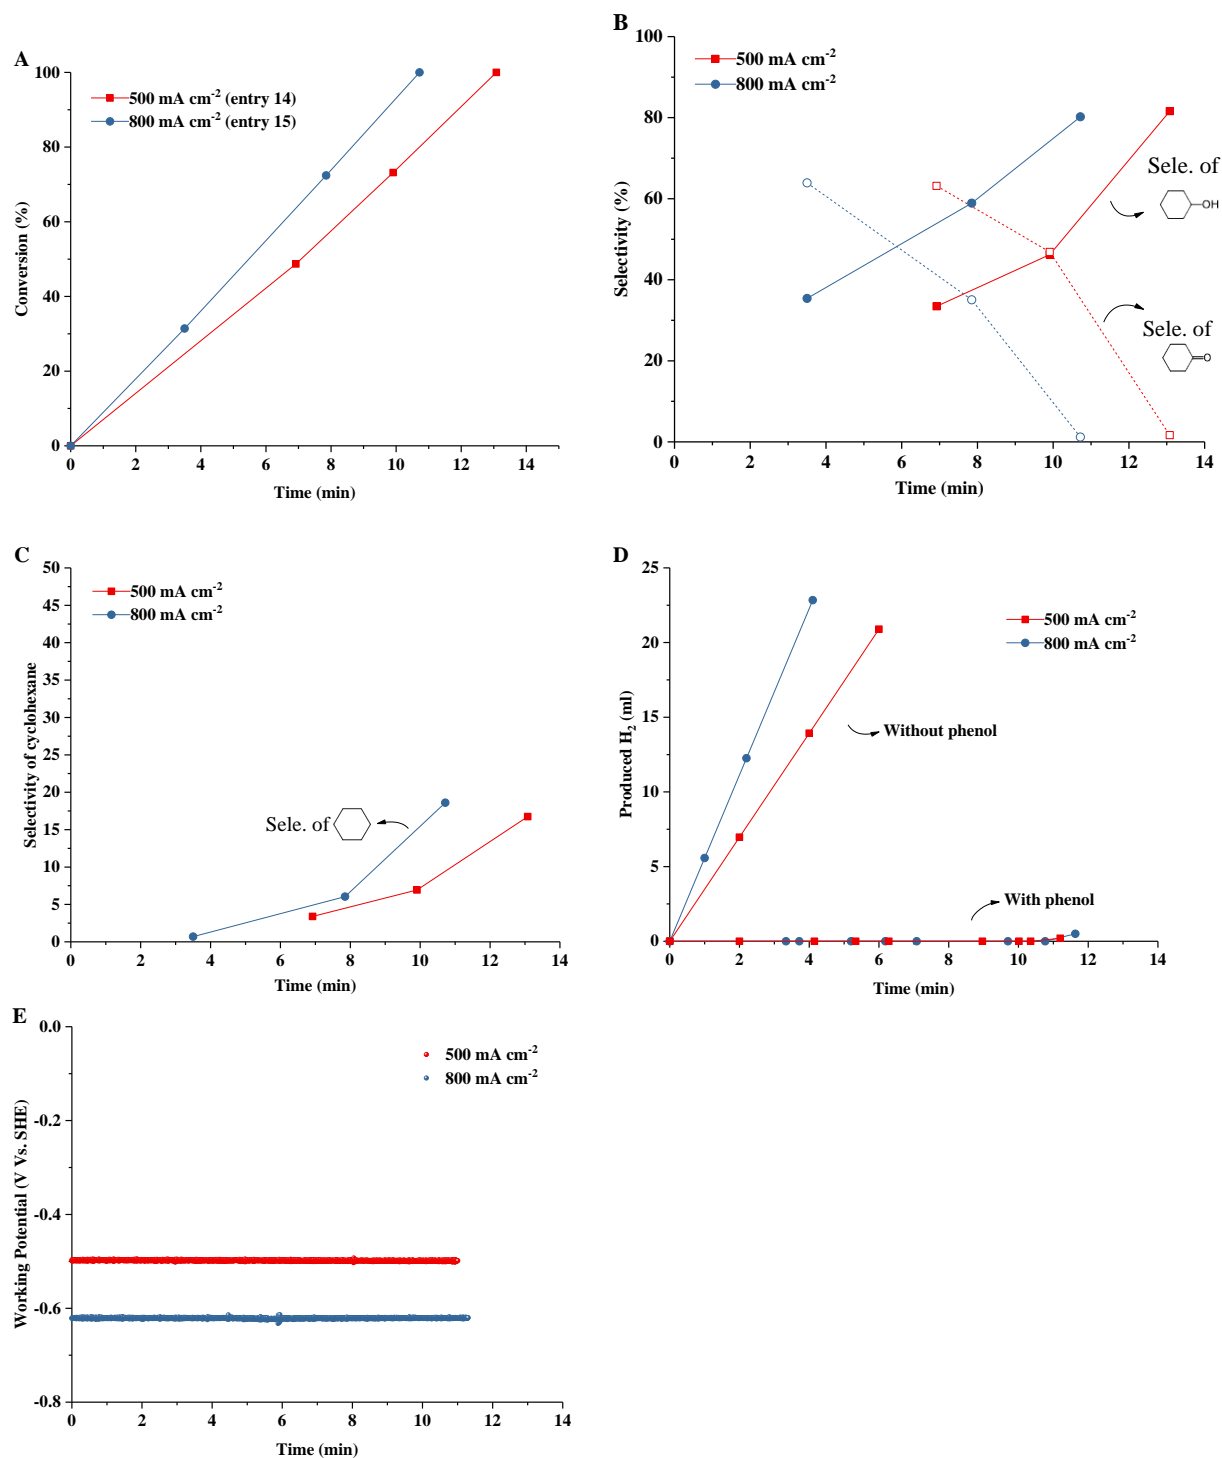 A
500 mA cm⁻² (entry 14)
800 mA cm⁻² (entry 15)
100
80
60
40
20
0
Conversion (%)
0 2 4 6 8 10 12 14
Time (min)
B
500 mA cm⁻²
800 mA cm⁻²
100
80
60
40
20
0
Selectivity (%)
Sele. of
OH
Sele. of
O
0 2 4 6 8 10 12 14
Time (min)
C
500 mA cm⁻²
800 mA cm⁻²
50
45
40
35
30
25
20
15
10
5
0
Selectivity of cyclohexane
Sele. of
0 2 4 6 8 10 12 14
Time (min)
D
500 mA cm⁻²
800 mA cm⁻²
25
20
15
10
5
0
Produced H₂ (ml)
Without phenol
With phenol
0 2 4 6 8 10 12 14
Time (min)
E
500 mA cm⁻²
800 mA cm⁻²
0.0
-0.2
-0.4
-0.6
-0.8
Working Potential (V Vs. SHE)
0 2 4 6 8 10 12 14
Time (min)